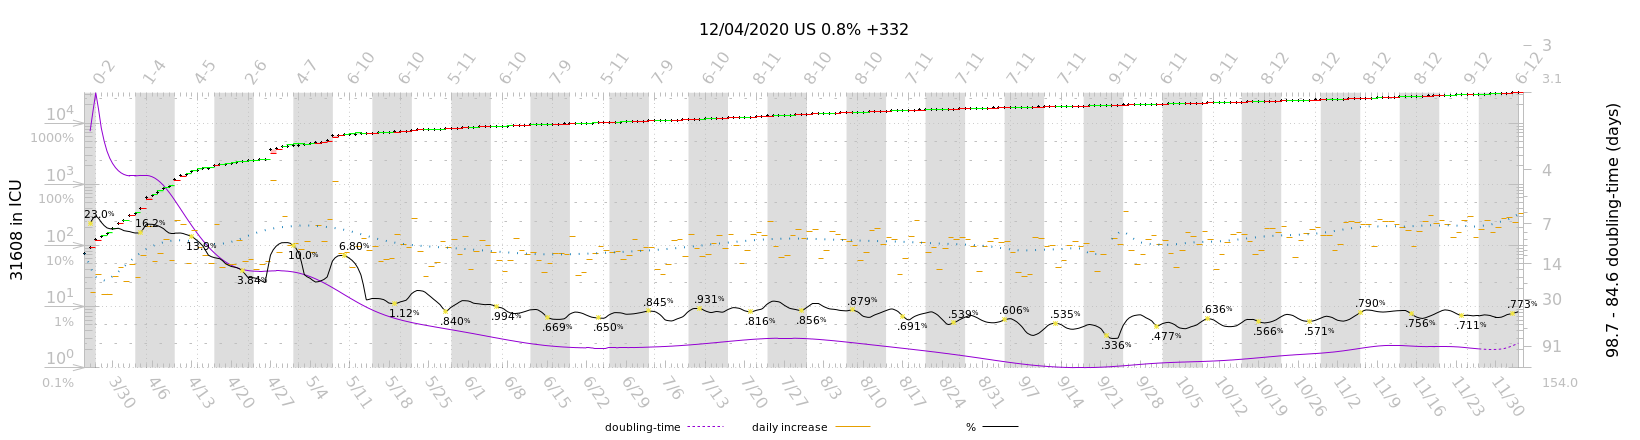 12/04/2020 US 0.8% +332
0-2 1-4 4-5 2-6 4-7 6-10 6-10 5-11 6-10 7-9 5-11 7-9 6-10 8-11 8-10 8-10 7-11 7-11 7-11 7-11 9-11 6-11 9-11 8-12 9-12 8-12 8-12 9-12 6-12
3
3.1
4
7
14
30
91
154.0
10^4
1000%
10^3
100%
10^2
10%
10^1
1%
10^0
0.1%
31608 in ICU
98.7 - 84.6 doubling-time (days)
23.0% 16.2% 13.9% 3.84% 10.0% 6.80% 1.12% .840% .994% .669% .650% .845% .931% .816% .856% .879% .691% .539% .606% .535% .336% .477% .636% .566% .571% .790% .756% .711% .773%
3/30 4/6 4/13 4/20 4/27 5/4 5/11 5/18 5/25 6/1 6/8 6/15 6/22 6/29 7/6 7/13 7/20 7/27 8/3 8/10 8/17 8/24 8/31 9/7 9/14 9/21 9/28 10/5 10/12 10/19 10/26 11/2 11/9 11/16 11/23 11/30
doubling-time daily increase %